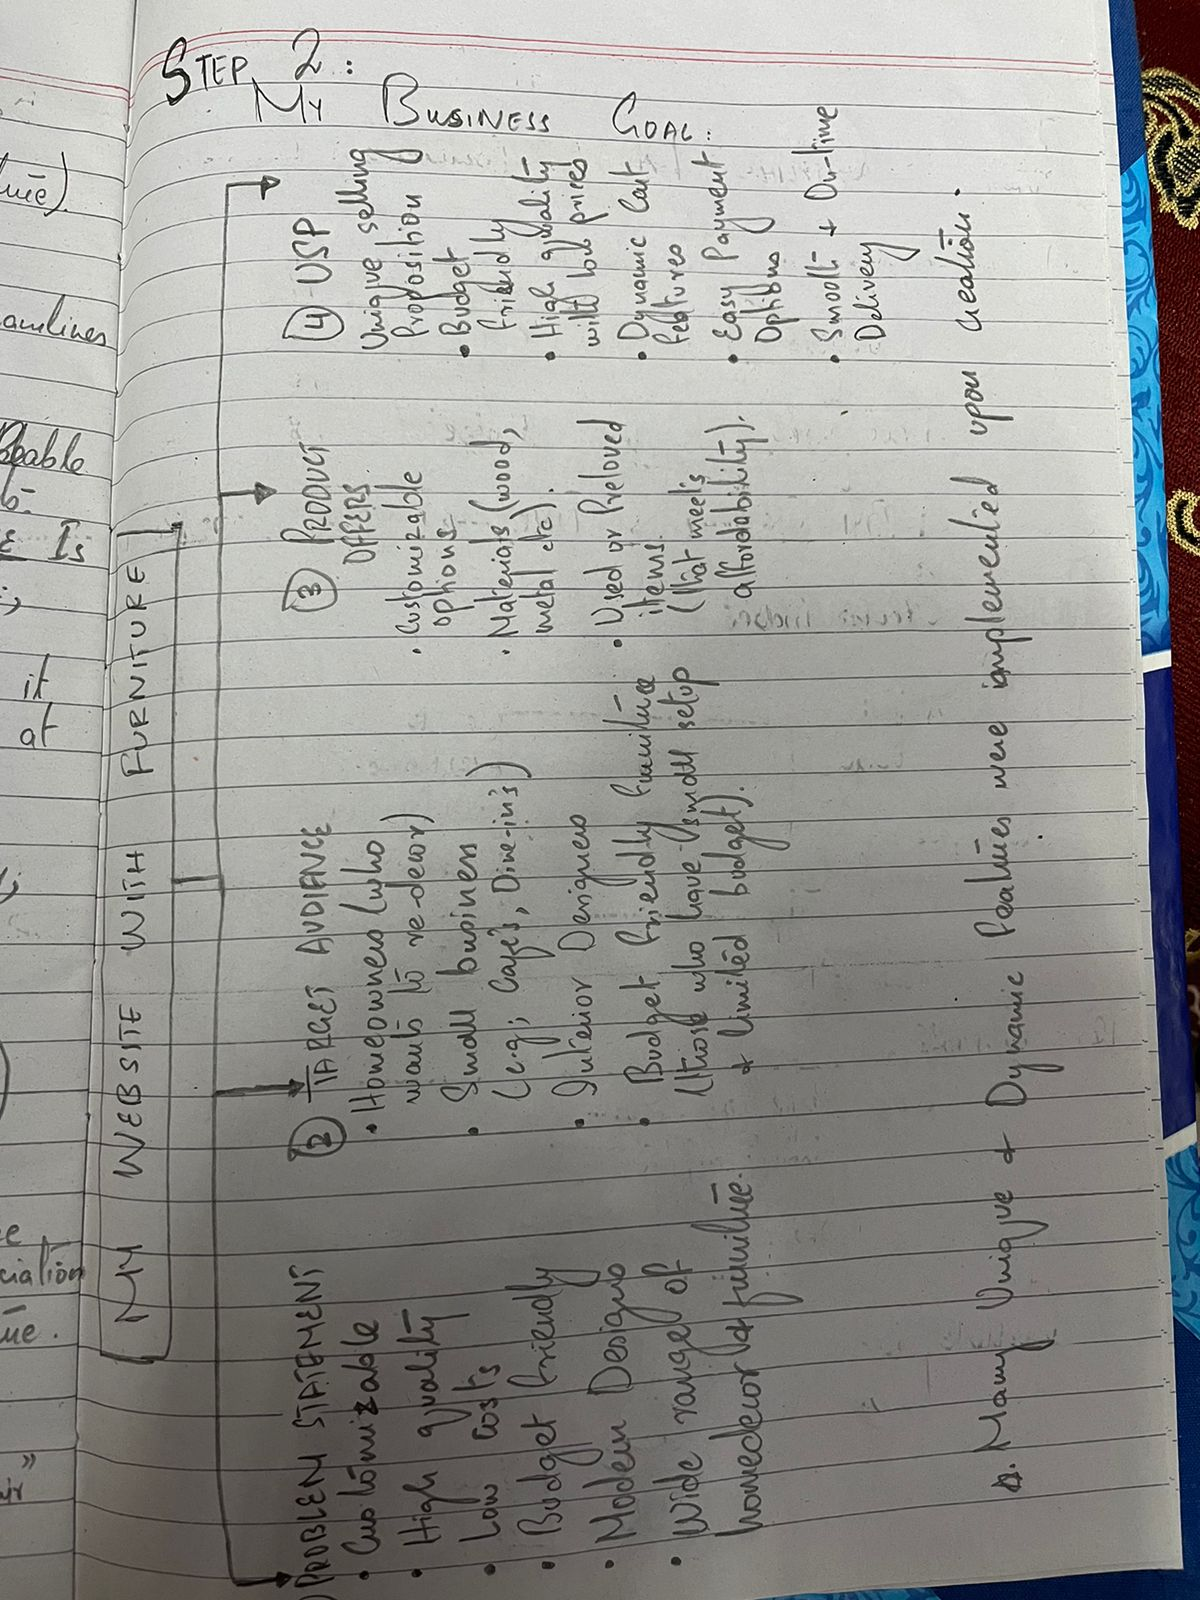 STEP 2 :
MY BUSINESS GOAL :
MY WEBSITE WITH FURNITURE
PROBLEM STATEMENT
• Customizable
• High quality
• Low costs
• Budget friendly
• Modern Designs
• Wide range of
homedecor & furniture.
2 TARGET AUDIENCE
• Homeowners (who
wants to re-decor)
• Small business
(e.g; Cafe's, Dine-in's)
• Interior Designers
• Budget friendly furniture
(those who have small setup
& limited budget).
3 PRODUCT
OFFERS
• Customizable
options
• Materials (wood,
metal etc).
• Used or Preloved
items.
(that meets
affordability).
4 USP
Unique selling
Proposition
• Budget
friendly
• High quality
with low prices
• Dynamic Cart
features
• Easy Payment
Options
• Smooth + On-time
Delivery
Many Unique & Dynamic features were implemented upon creation.
ture).
it
at
Is